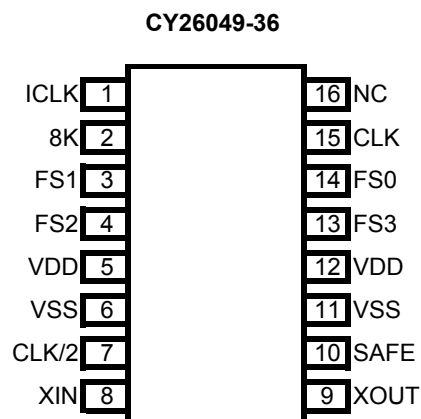 CY26049-36
ICLK 1 16 NC
8K 2 15 CLK
FS1 3 14 FS0
FS2 4 13 FS3
VDD 5 12 VDD
VSS 6 11 VSS
CLK/2 7 10 SAFE
XIN 8 9 XOUT